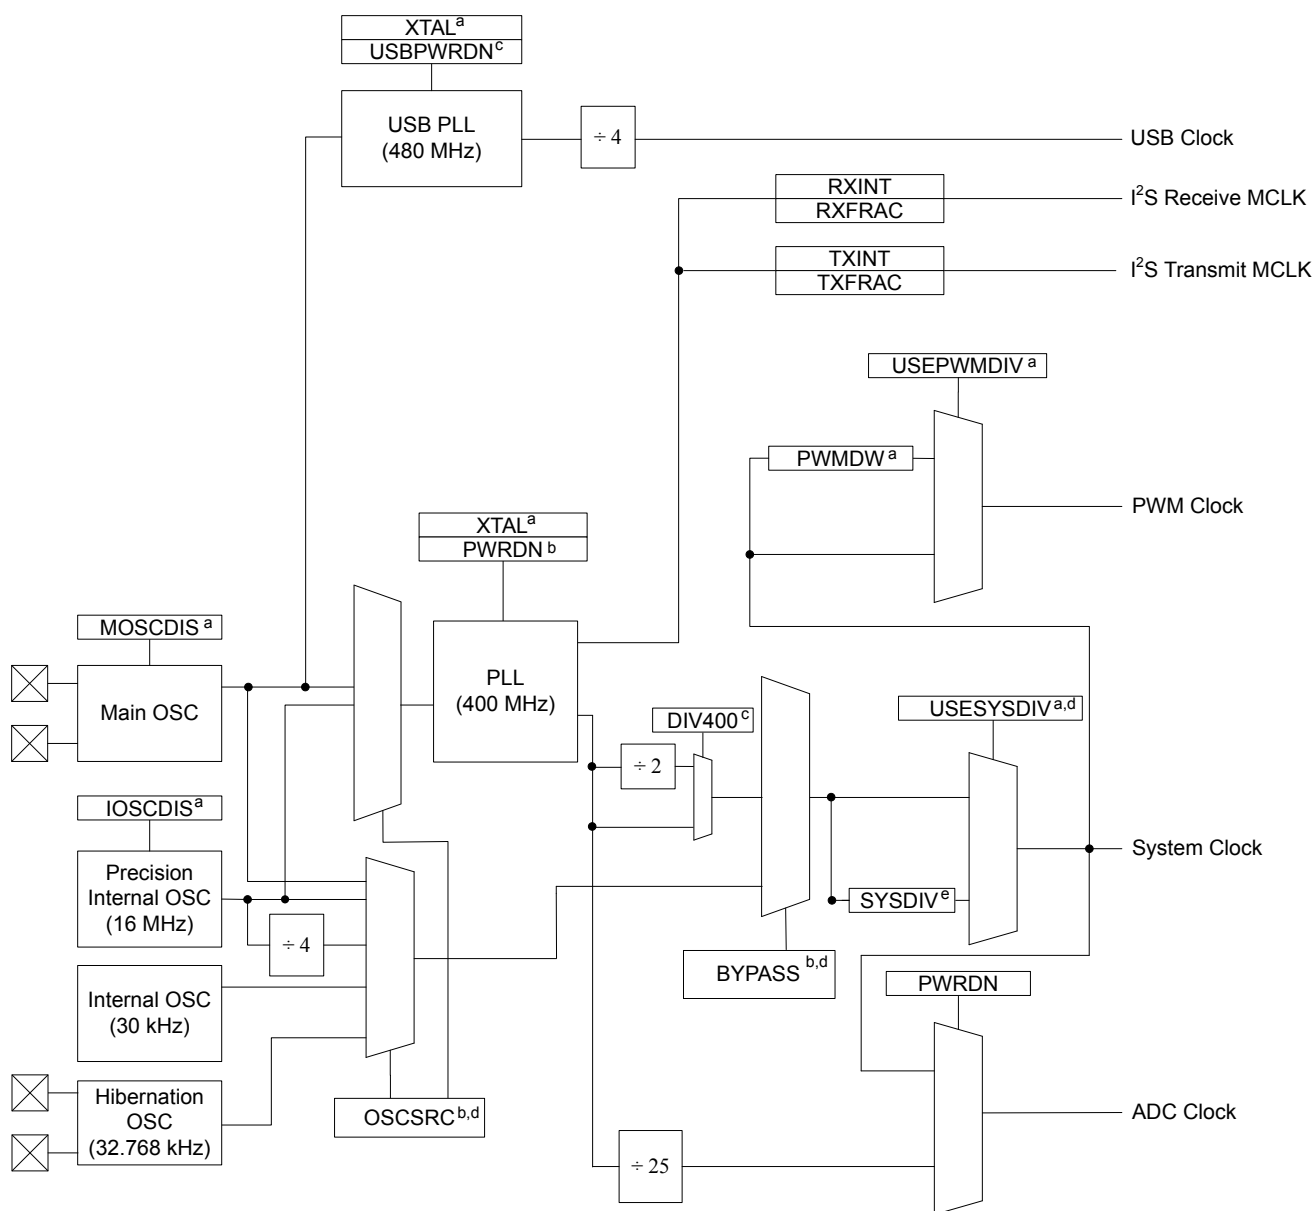 XTALᵃ
USBPWRDNᶜ
USB PLL
(480 MHz)
÷ 4
USB Clock
RXINT
RXFRAC
I²S Receive MCLK
TXINT
TXFRAC
I²S Transmit MCLK
USEPWMDIV ᵃ
PWMDW ᵃ
PWM Clock
XTALᵃ
PWRDN ᵇ
MOSCDIS ᵃ
Main OSC
PLL
(400 MHz)
DIV400ᶜ
÷ 2
USESYSDIVᵃ,ᵈ
IOSCDISᵃ
Precision
Internal OSC
(16 MHz)
÷ 4
System Clock
SYSDIVᵉ
BYPASS ᵇ,ᵈ
PWRDN
Internal OSC
(30 kHz)
Hibernation
OSC
(32.768 kHz)
OSCSRCᵇ,ᵈ
÷ 25
ADC Clock